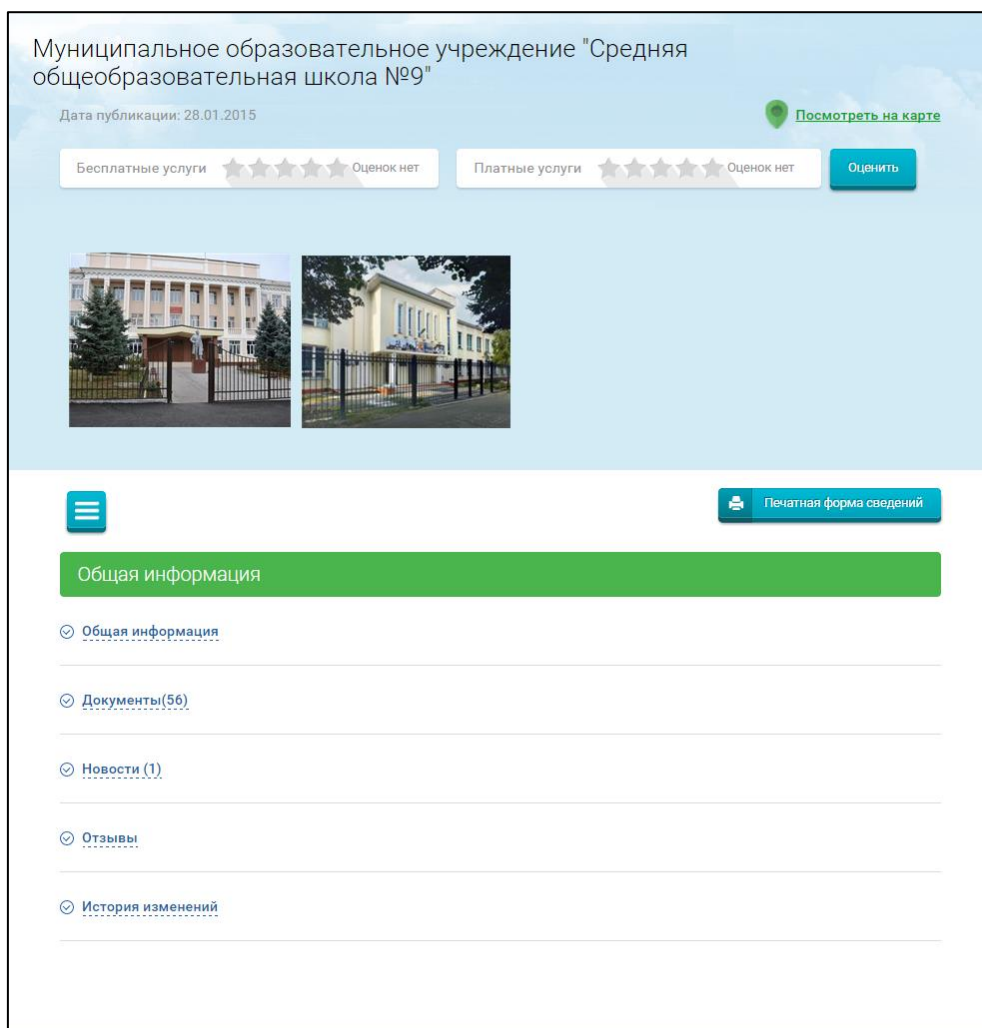 Муниципальное образовательное учреждение "Средняя
общеобразовательная школа №9"
Дата публикации: 28.01.2015
Посмотреть на карте
Бесплатные услуги Оценок нет
Платные услуги Оценок нет
Оценить
Печатная форма сведений
Общая информация
Общая информация
Документы(56)
Новости (1)
Отзывы
История изменений